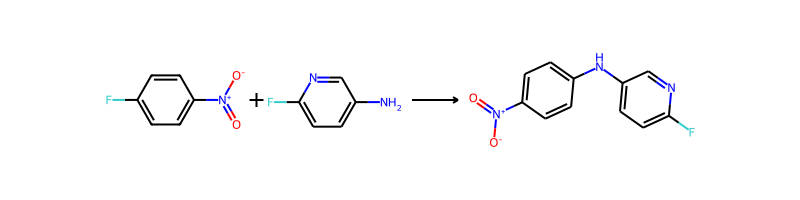 F N⁺ O⁻ O + F N NH₂ → O N⁺ O⁻ H N N F